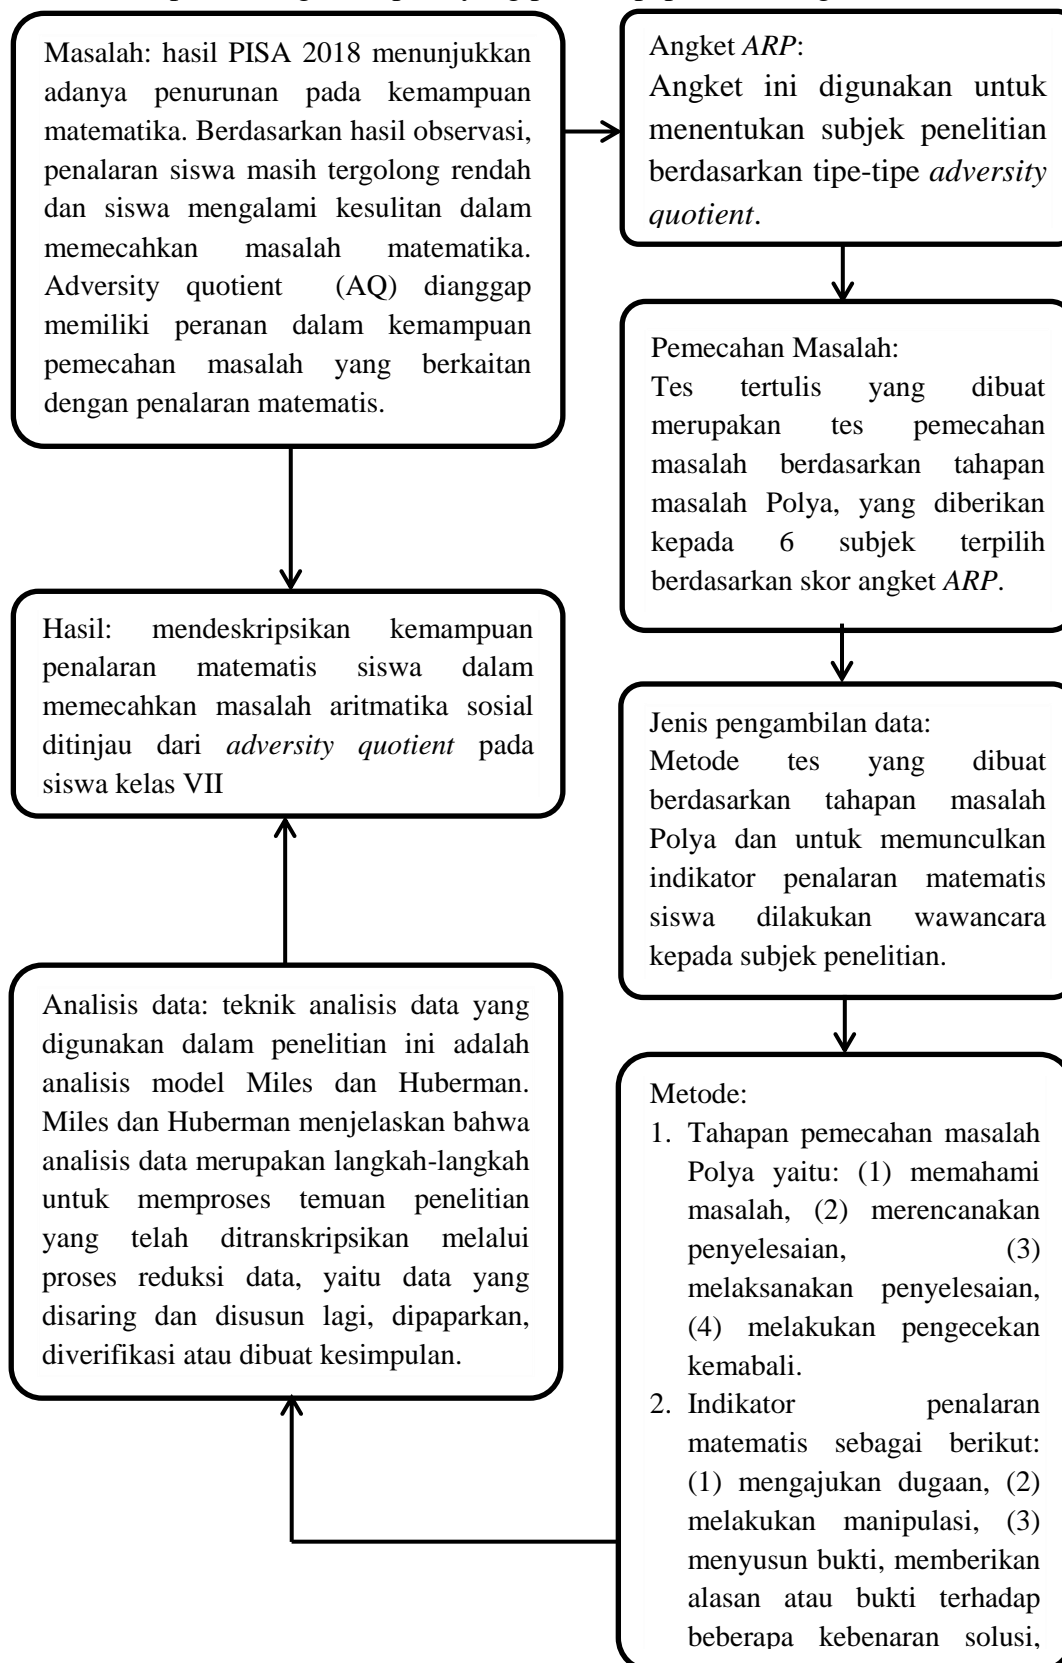 Masalah: hasil PISA 2018 menunjukkan
adanya penurunan pada kemampuan
matematika. Berdasarkan hasil observasi,
penalaran siswa masih tergolong rendah
dan siswa mengalami kesulitan dalam
memecahkan masalah matematika.
Adversity quotient (AQ) dianggap
memiliki peranan dalam kemampuan
pemecahan masalah yang berkaitan
dengan penalaran matematis.
Angket ARP:
Angket ini digunakan untuk
menentukan subjek penelitian
berdasarkan tipe-tipe adversity
quotient.
Pemecahan Masalah:
Tes tertulis yang dibuat
merupakan tes pemecahan
masalah berdasarkan tahapan
masalah Polya, yang diberikan
kepada 6 subjek terpilih
berdasarkan skor angket ARP.
Jenis pengambilan data:
Metode tes yang dibuat
berdasarkan tahapan masalah
Polya dan untuk memunculkan
indikator penalaran matematis
siswa dilakukan wawancara
kepada subjek penelitian.
Metode:
1. Tahapan pemecahan masalah
Polya yaitu: (1) memahami
masalah, (2) merencanakan
penyelesaian, (3)
melaksanakan penyelesaian,
(4) melakukan pengecekan
kemabali.
2. Indikator penalaran
matematis sebagai berikut:
(1) mengajukan dugaan, (2)
melakukan manipulasi, (3)
menyusun bukti, memberikan
alasan atau bukti terhadap
beberapa kebenaran solusi,
Analisis data: teknik analisis data yang
digunakan dalam penelitian ini adalah
analisis model Miles dan Huberman.
Miles dan Huberman menjelaskan bahwa
analisis data merupakan langkah-langkah
untuk memproses temuan penelitian
yang telah ditranskripsikan melalui
proses reduksi data, yaitu data yang
disaring dan disusun lagi, dipaparkan,
diverifikasi atau dibuat kesimpulan.
Hasil: mendeskripsikan kemampuan
penalaran matematis siswa dalam
memecahkan masalah aritmatika sosial
ditinjau dari adversity quotient pada
siswa kelas VII